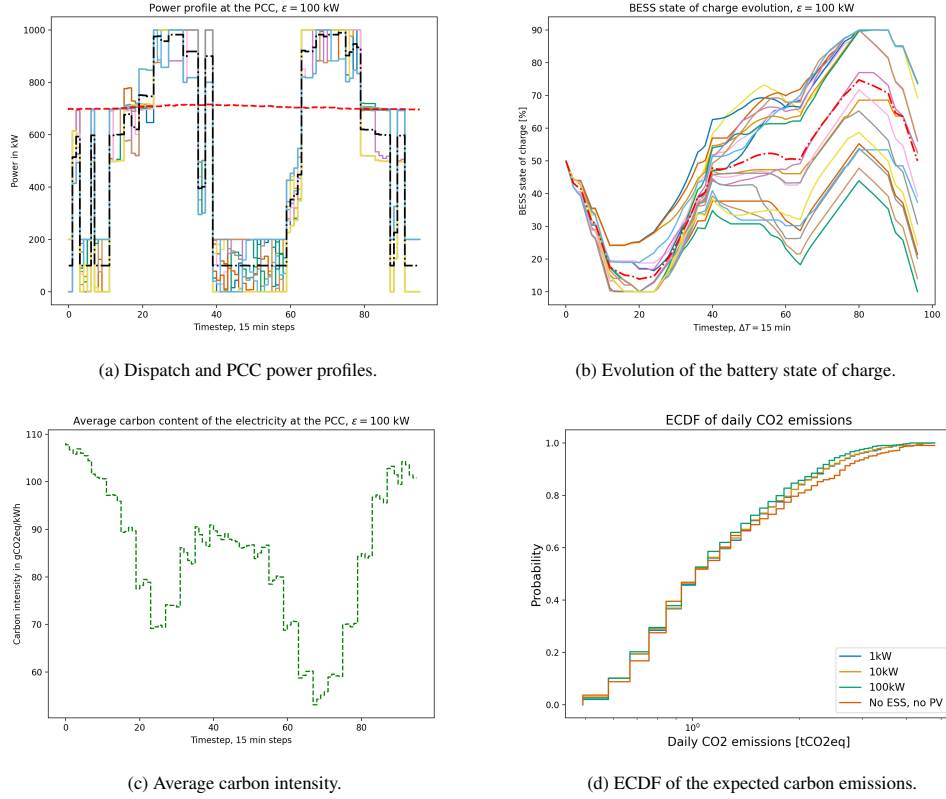 Power profile at the PCC, ε = 100 kW
1000
800
600
400
200
0
Power in kW
0 20 40 60 80
Timestep, 15 min steps
(a) Dispatch and PCC power profiles.
BESS state of charge evolution, ε = 100 kW
90
80
70
60
50
40
30
20
10
BESS state of charge [%]
0 20 40 60 80 100
Timestep, ΔT = 15 min
(b) Evolution of the battery state of charge.
Average carbon content of the electricity at the PCC, ε = 100 kW
110
100
90
80
70
60
Carbon intensity in gCO2eq/kWh
0 20 40 60 80
Timestep, 15 min steps
(c) Average carbon intensity.
ECDF of daily CO2 emissions
1.0
0.8
0.6
0.4
0.2
0.0
Probability
1kW
10kW
100kW
No ESS, no PV
10⁰
Daily CO2 emissions [tCO2eq]
(d) ECDF of the expected carbon emissions.